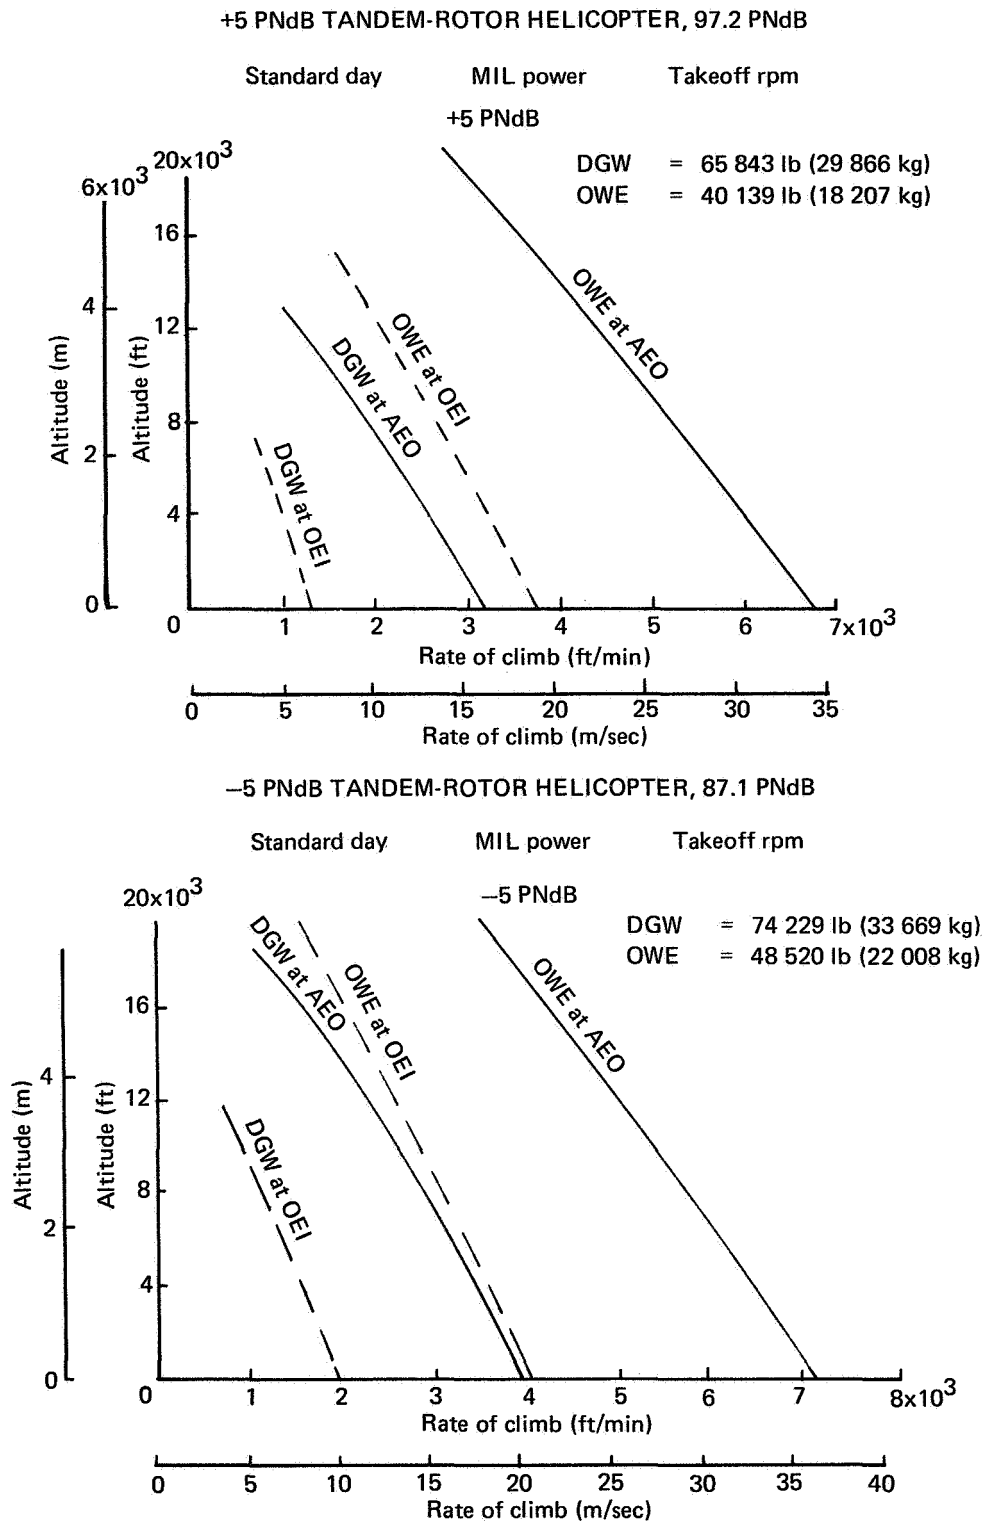 +5 PNdB TANDEM-ROTOR HELICOPTER, 97.2 PNdB
Standard day MIL power Takeoff rpm
+5 PNdB
DGW = 65 843 lb (29 866 kg)
OWE = 40 139 lb (18 207 kg)
20x10³
6x10³
16
4
12
8
2
4
0
Altitude (m)
Altitude (ft)
OWE at AEO
OWE at OEI
DGW at AEO
DGW at OEI
0 1 2 3 4 5 6 7x10³
Rate of climb (ft/min)
0 5 10 15 20 25 30 35
Rate of climb (m/sec)
−5 PNdB TANDEM-ROTOR HELICOPTER, 87.1 PNdB
Standard day MIL power Takeoff rpm
−5 PNdB
DGW = 74 229 lb (33 669 kg)
OWE = 48 520 lb (22 008 kg)
20x10³
16
4
12
8
2
4
0
Altitude (m)
Altitude (ft)
DGW at AEO
OWE at OEI
OWE at AEO
DGW at OEI
0 1 2 3 4 5 6 7 8x10³
Rate of climb (ft/min)
0 5 10 15 20 25 30 35 40
Rate of climb (m/sec)